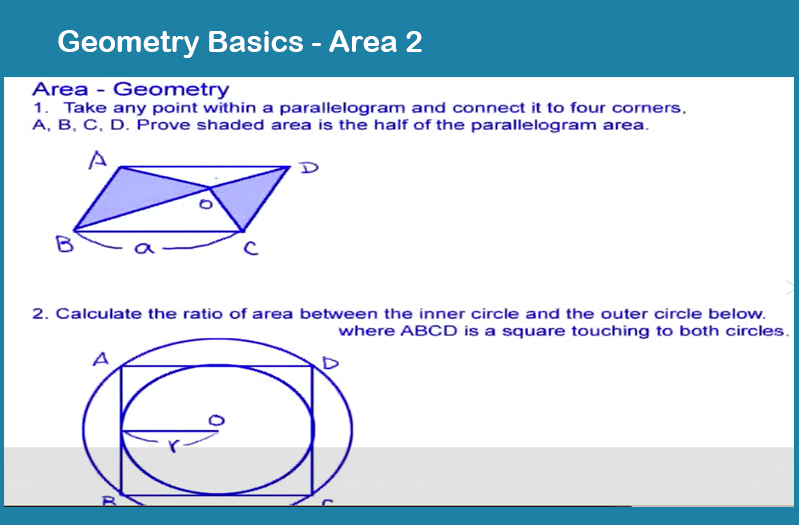 Geometry Basics - Area 2
Area - Geometry
1. Take any point within a parallelogram and connect it to four corners,
A, B, C, D. Prove shaded area is the half of the parallelogram area.
A
D
O
B
a
C
2. Calculate the ratio of area between the inner circle and the outer circle below.
where ABCD is a square touching to both circles.
A
D
O
r
B
C